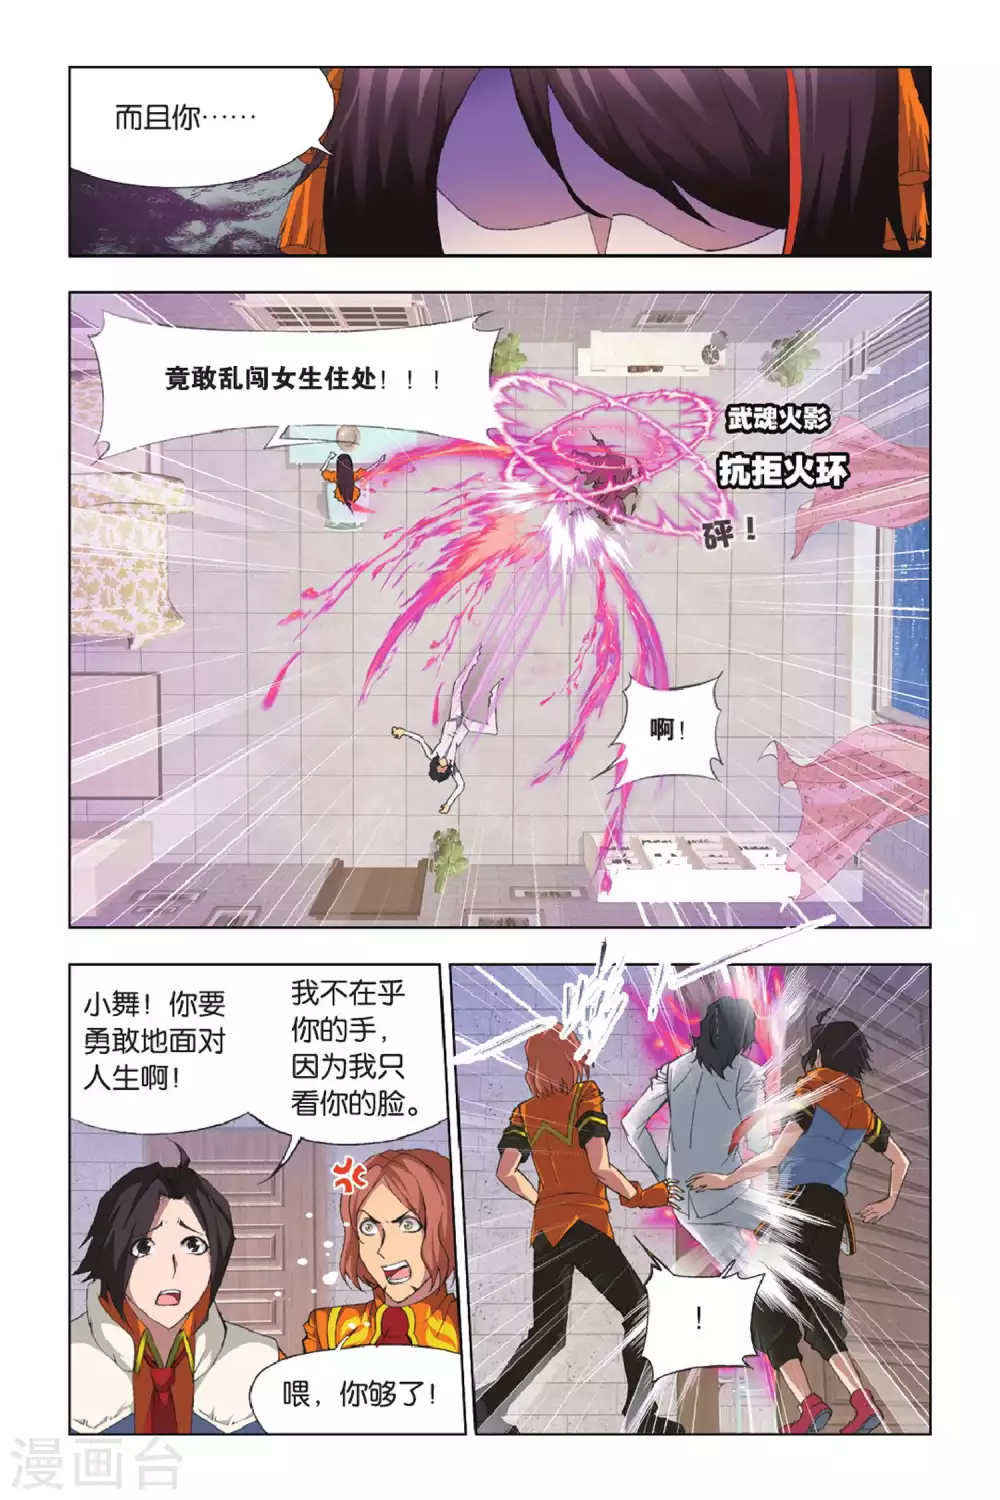 而且你……
竟敢乱闯女生住处！！！
武魂火影
抗拒火环
砰！
啊！
小舞！你要
勇敢地面对
人生啊！
我不在乎
你的手，
因为我只
看你的脸。
喂，你够了！
！
漫画台